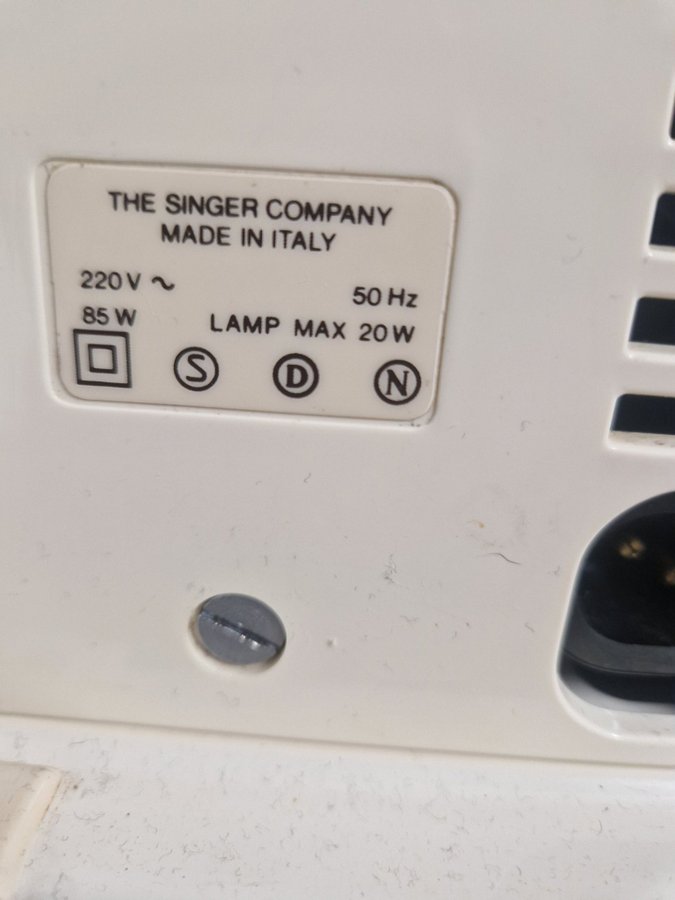 THE SINGER COMPANY
MADE IN ITALY
220V ~ 50 Hz
85 W LAMP MAX 20 W
S D N